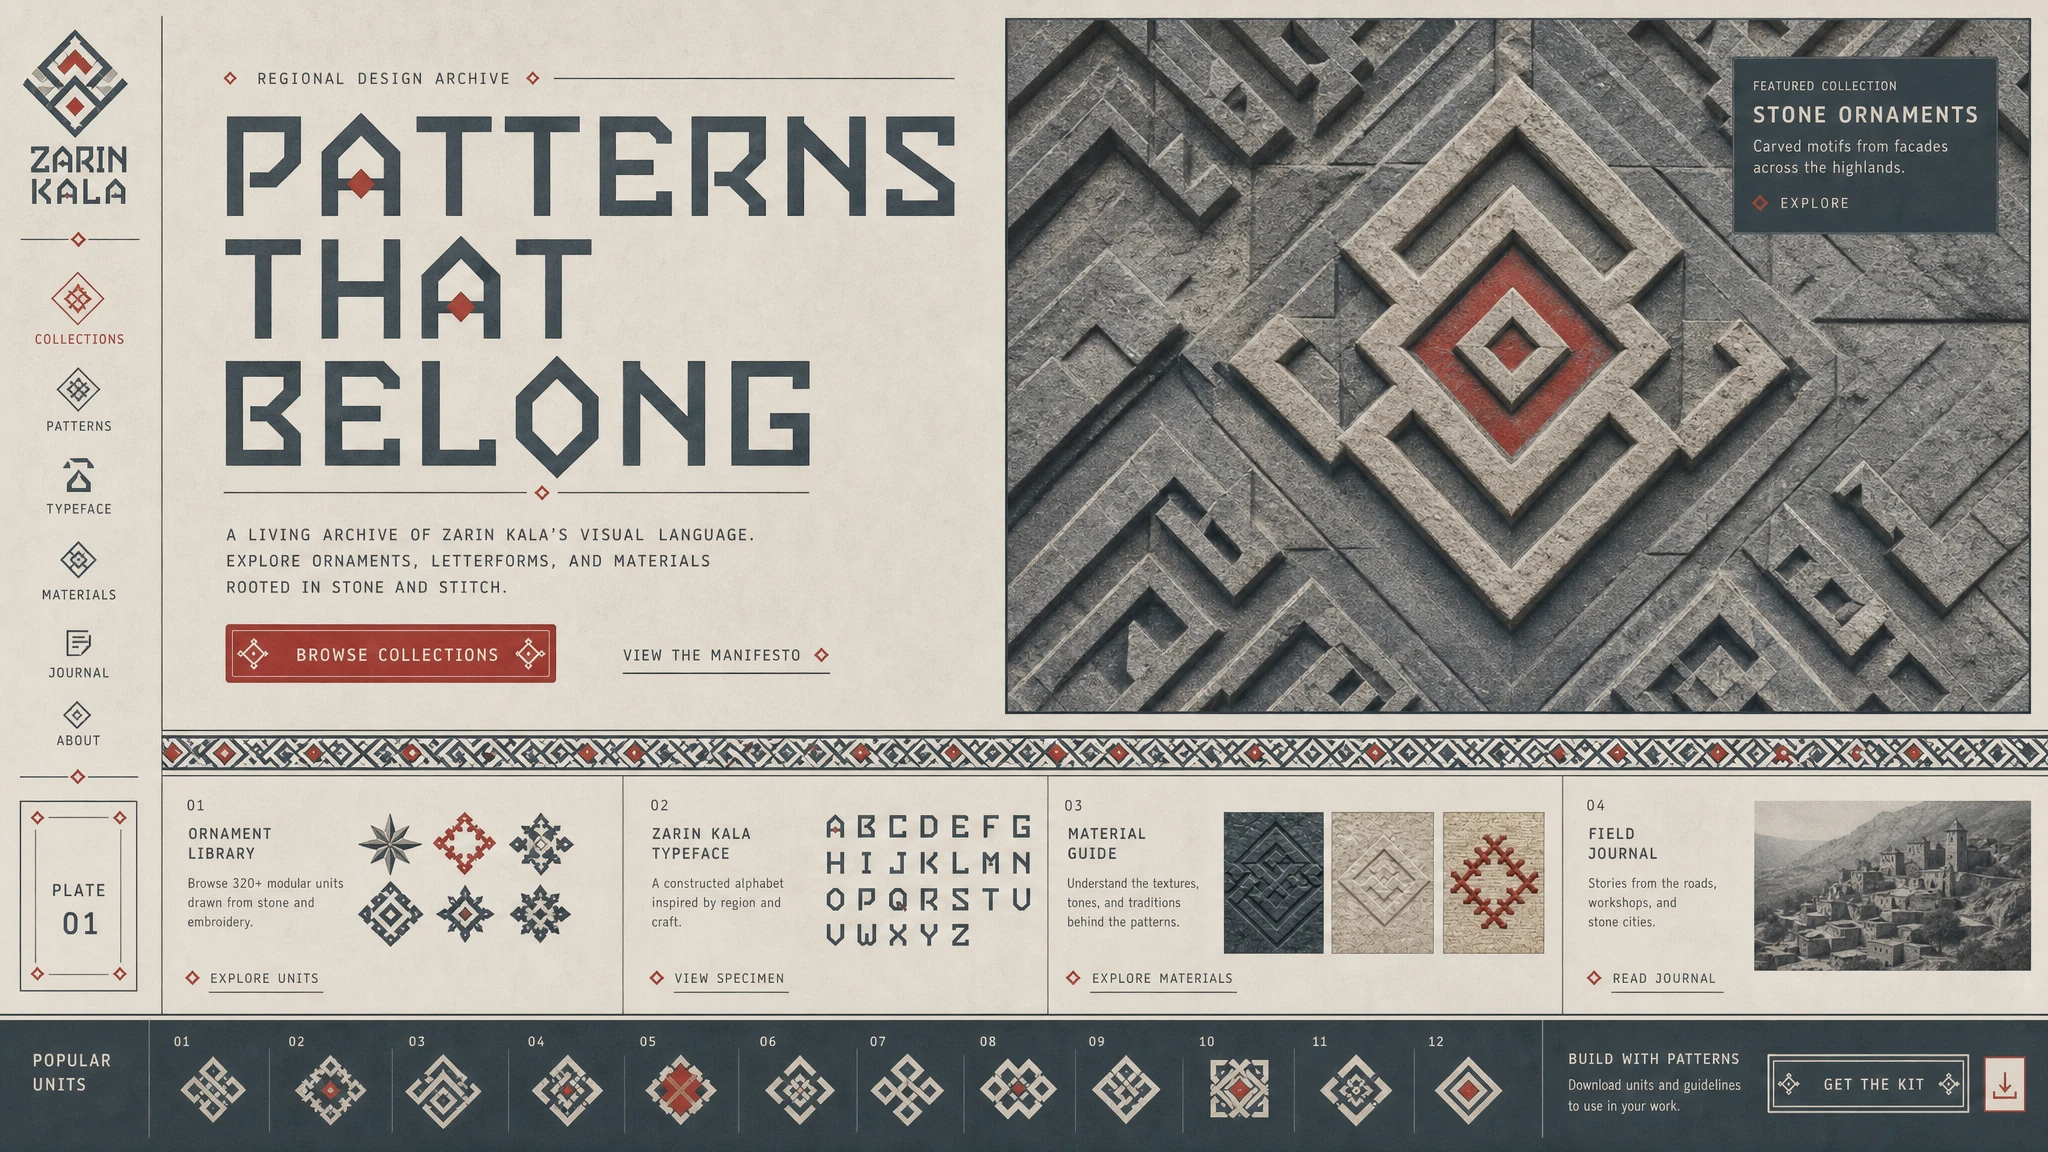 ZARIN
KALA
COLLECTIONS
PATTERNS
TYPEFACE
MATERIALS
JOURNAL
ABOUT
PLATE
01
REGIONAL DESIGN ARCHIVE
PATTERNS
THAT
BELONG
A LIVING ARCHIVE OF ZARIN KALA'S VISUAL LANGUAGE.
EXPLORE ORNAMENTS, LETTERFORMS, AND MATERIALS
ROOTED IN STONE AND STITCH.
BROWSE COLLECTIONS
VIEW THE MANIFESTO
FEATURED COLLECTION
STONE ORNAMENTS
Carved motifs from facades
across the highlands.
EXPLORE
01
ORNAMENT
LIBRARY
Browse 320+ modular units
drawn from stone and
embroidery.
EXPLORE UNITS
02
ZARIN KALA
TYPEFACE
A constructed alphabet
inspired by region and
craft.
VIEW SPECIMEN
A B C D E F G
H I J K L M N
O P Q R S T U
V W X Y Z
03
MATERIAL
GUIDE
Understand the textures,
tones, and traditions
behind the patterns.
EXPLORE MATERIALS
04
FIELD
JOURNAL
Stories from the roads,
workshops, and
stone cities.
READ JOURNAL
POPULAR
UNITS
01
02
03
04
05
06
07
08
09
10
11
12
BUILD WITH PATTERNS
Download units and guidelines
to use in your work.
GET THE KIT